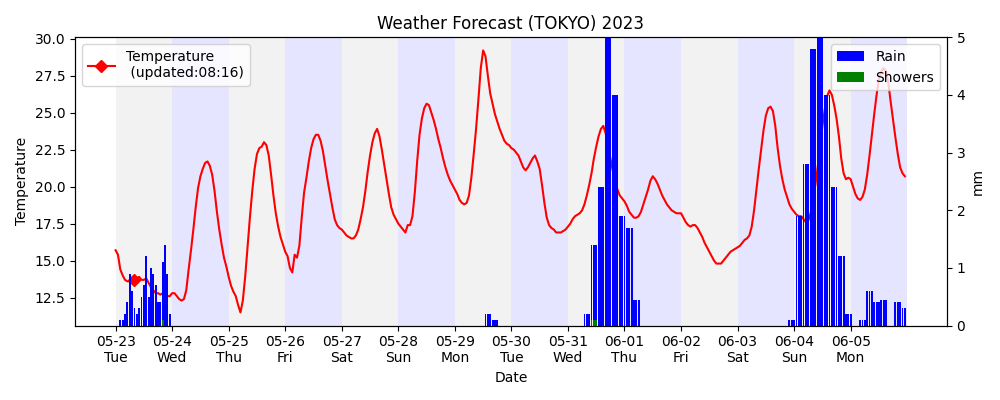 Weather Forecast (TOKYO) 2023
Temperature
(updated:08:16)
Rain
Showers
30.0
27.5
25.0
22.5
20.0
17.5
15.0
12.5
Temperature
5
4
3
2
1
0
mm
05-23 05-24 05-25 05-26 05-27 05-28 05-29 05-30 05-31 06-01 06-02 06-03 06-04 06-05
Tue Wed Thu Fri Sat Sun Mon Tue Wed Thu Fri Sat Sun Mon
Date